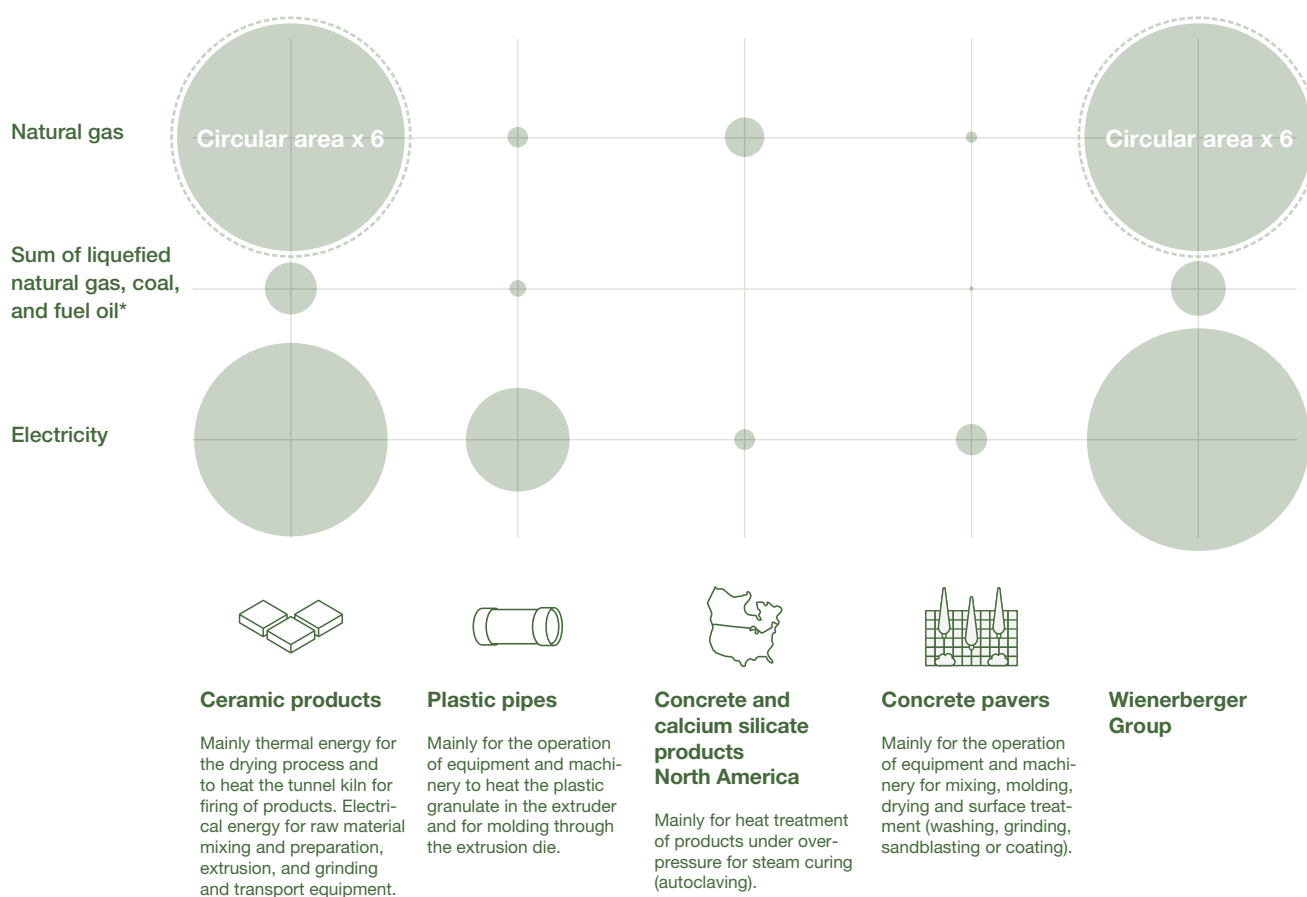 Natural gas
Circular area x 6
Circular area x 6
Sum of liquefied
natural gas, coal,
and fuel oil*
Electricity
Ceramic products
Mainly thermal energy for
the drying process and
to heat the tunnel kiln for
firing of products. Electri-
cal energy for raw material
mixing and preparation,
extrusion, and grinding
and transport equipment.
Plastic pipes
Mainly for the operation
of equipment and machi-
nery to heat the plastic
granulate in the extruder
and for molding through
the extrusion die.
Concrete and
calcium silicate
products
North America
Mainly for heat treatment
of products under over-
pressure for steam curing
(autoclaving).
Concrete pavers
Mainly for the operation
of equipment and machi-
nery for mixing, molding,
drying and surface treat-
ment (washing, grinding,
sandblasting or coating).
Wienerberger
Group